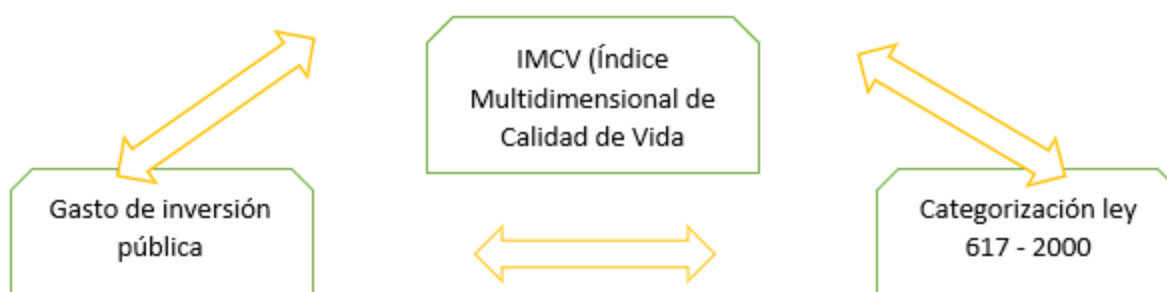 IMCV (Índice
Multidimensional de
Calidad de Vida
Gasto de inversión
pública
Categorización ley
617 - 2000